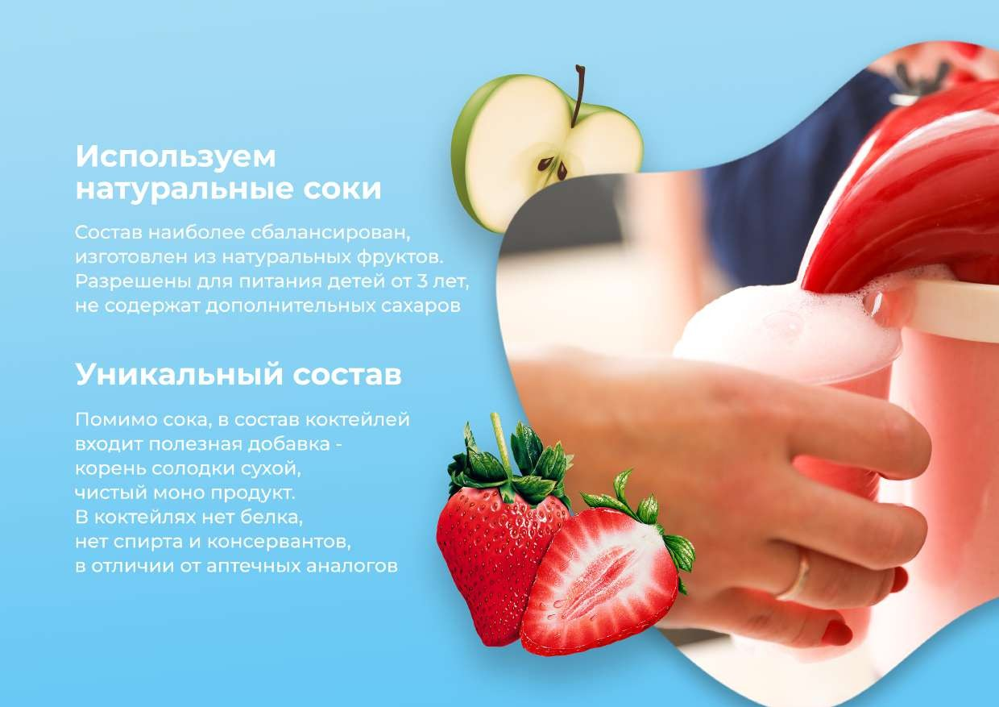 Используем
натуральные соки
Состав наиболее сбалансирован,
изготовлен из натуральных фруктов.
Разрешены для питания детей от 3 лет,
не содержат дополнительных сахаров
Уникальный состав
Помимо сока, в состав коктейлей
входит полезная добавка -
корень солодки сухой,
чистый моно продукт.
В коктейлях нет белка,
нет спирта и консервантов,
в отличии от аптечных аналогов